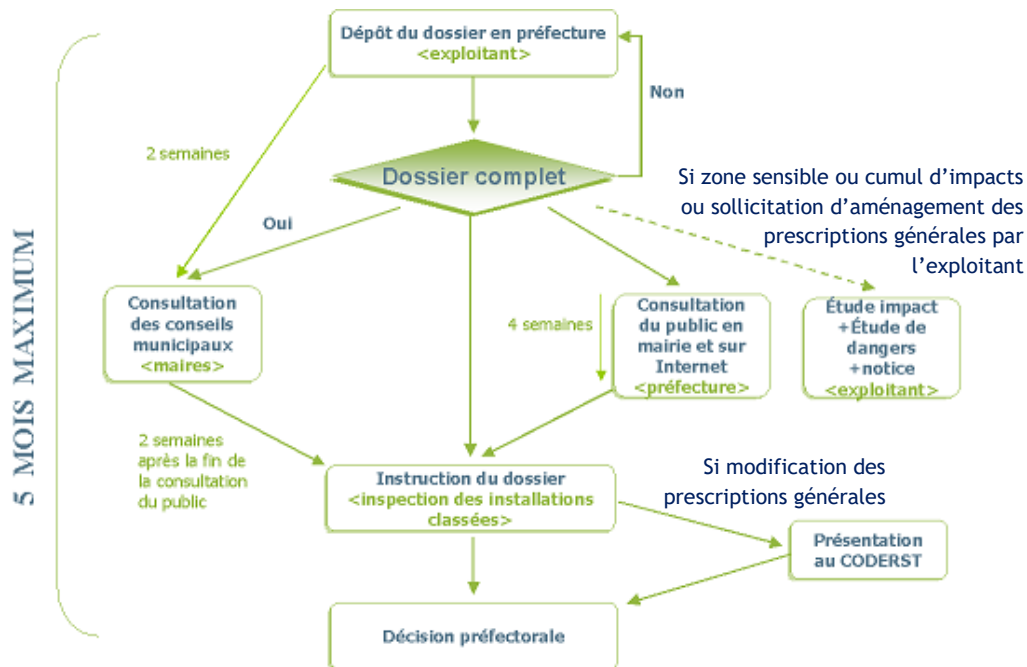 5 MOIS MAXIMUM
Dépôt du dossier en préfecture
<exploitant>
Non
2 semaines
Dossier complet
Oui
Si zone sensible ou cumul d’impacts
ou sollicitation d’aménagement des
prescriptions générales par
l’exploitant
Consultation
des conseils
municipaux
<maires>
4 semaines
Consultation
du public en
mairie et sur
Internet
<préfecture>
Étude impact
+Étude de
dangers
+notice
<exploitant>
2 semaines
après la fin de
la consultation
du public
Instruction du dossier
<inspection des installations
classées>
Si modification des
prescriptions générales
Présentation
au CODERST
Décision préfectorale